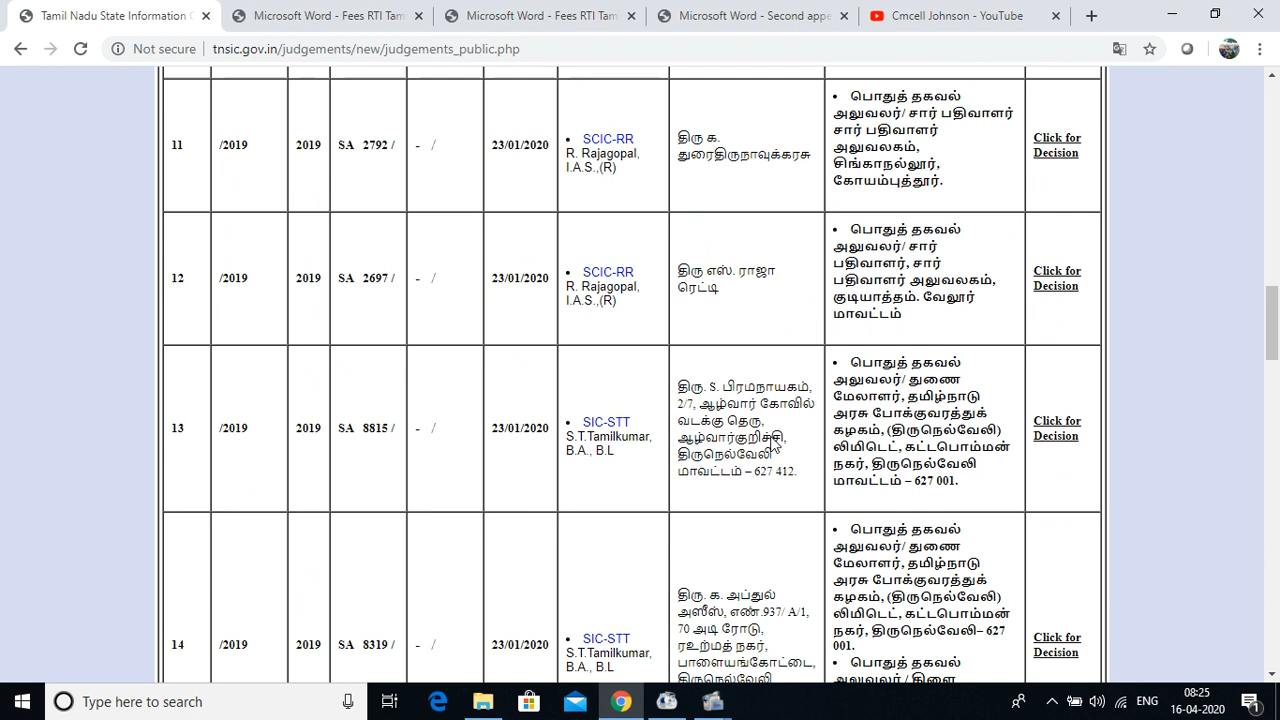 Tamil Nadu State Information C
Microsoft Word - Fees RTI Tam
Microsoft Word - Fees RTI Tam
Microsoft Word - Second appe
Cmcell Johnson - YouTube
Not secure
tnsic.gov.in/judgements/new/judgements_public.php
11
/2019
2019
SA 2792 /
- /
23/01/2020
SCIC-RR
R. Rajagopal,
I.A.S.,(R)
திரு க.
துரைதிருநாவுக்கரசு
• பொதுத் தகவல்
அலுவலர்/ சார் பதிவாளர்
சார் பதிவாளர்
அலுவலகம்,
சிங்காநல்லூர்,
கோயம்புத்தூர்.
Click for
Decision
12
/2019
2019
SA 2697 /
- /
23/01/2020
SCIC-RR
R. Rajagopal,
I.A.S.,(R)
திரு எஸ். ராஜா
ரெட்டி
• பொதுத் தகவல்
அலுவலர்/ சார்
பதிவாளர், சார்
பதிவாளர் அலுவலகம்,
குடியாத்தம். வேலூர்
மாவட்டம்
Click for
Decision
13
/2019
2019
SA 8815 /
- /
23/01/2020
SIC-STT
S.T.Tamilkumar,
B.A., B.L
திரு. S. பிரமநாயகம்,
2/7, ஆழ்வார் கோவில்
வடக்கு தெரு,
ஆழ்வார்குறிச்சி,
திருநெல்வேலி
மாவட்டம் – 627 412.
• பொதுத் தகவல்
அலுவலர்/ துணை
மேலாளர், தமிழ்நாடு
அரசு போக்குவரத்துக்
கழகம், (திருநெல்வேலி)
லிமிடெட், கட்டபொம்மன்
நகர், திருநெல்வேலி
மாவட்டம் – 627 001.
Click for
Decision
14
/2019
2019
SA 8319 /
- /
23/01/2020
SIC-STT
S.T.Tamilkumar,
B.A., B.L
திரு. க. அப்துல்
அஸீஸ், எண்.937/ A/1,
70 அடி ரோடு,
ரஉற்மத் நகர்,
பாளையங்கோட்டை,
திருநெல்வேலி
• பொதுத் தகவல்
அலுவலர்/ துணை
மேலாளர், தமிழ்நாடு
அரசு போக்குவரத்துக்
கழகம், (திருநெல்வேலி)
லிமிடெட், கட்டபொம்மன்
நகர், திருநெல்வேலி– 627
001.
• பொதுத் தகவல்
Click for
Decision
Type here to search
ENG
08:25
16-04-2020